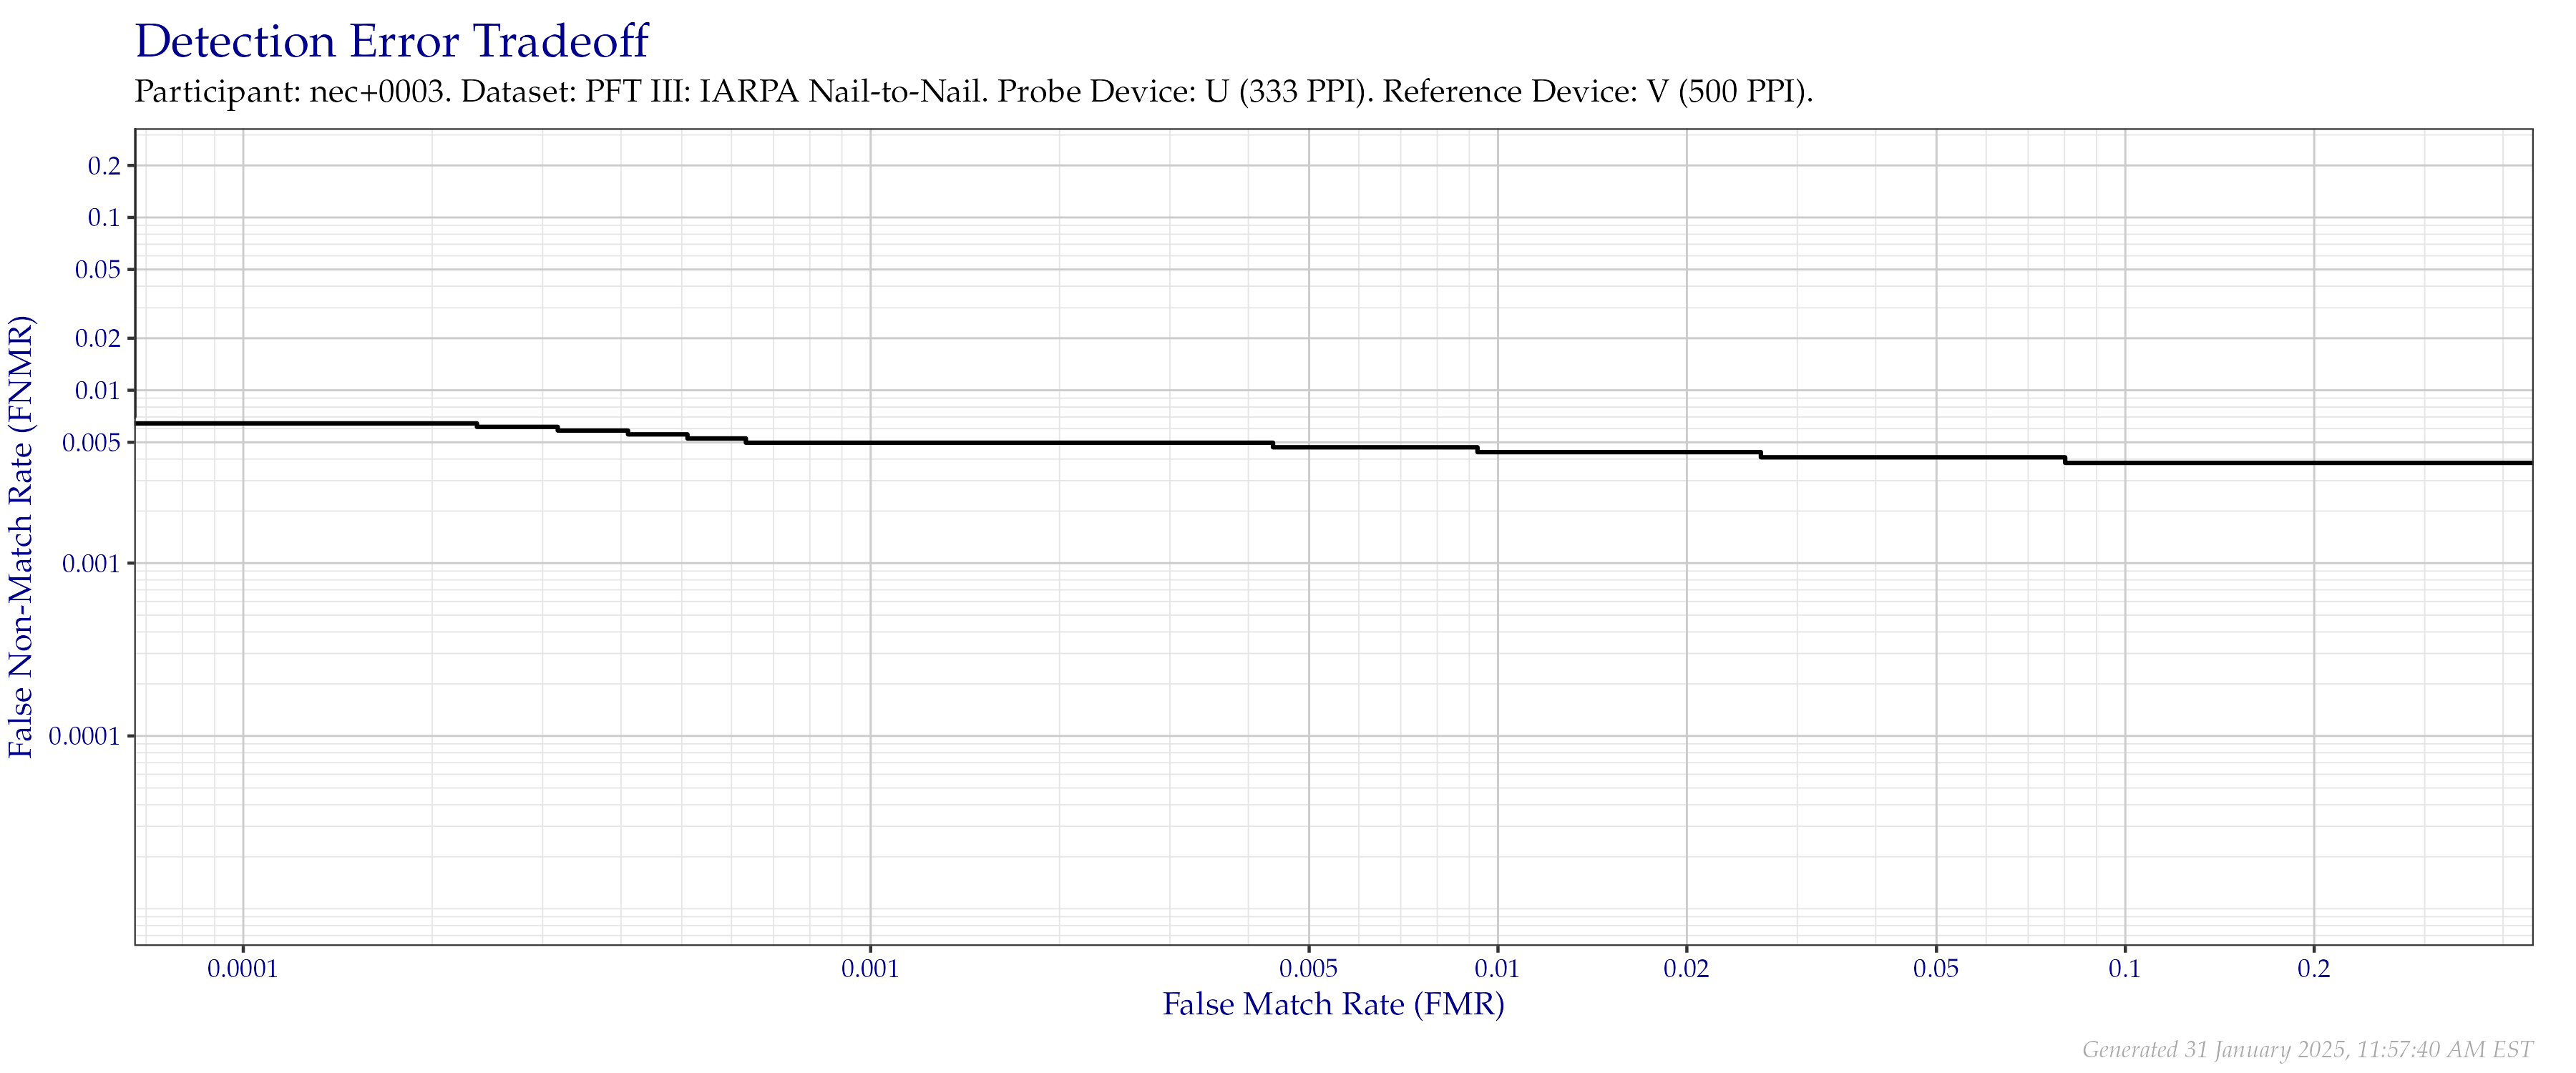 Detection Error Tradeoff
Participant: nec+0003. Dataset: PFT III: IARPA Nail-to-Nail. Probe Device: U (333 PPI). Reference Device: V (500 PPI).
False Non-Match Rate (FNMR)
0.2
0.1
0.05
0.02
0.01
0.005
0.001
0.0001
0.0001 0.001 0.005 0.01 0.02 0.05 0.1 0.2
False Match Rate (FMR)
Generated 31 January 2025, 11:57:40 AM EST